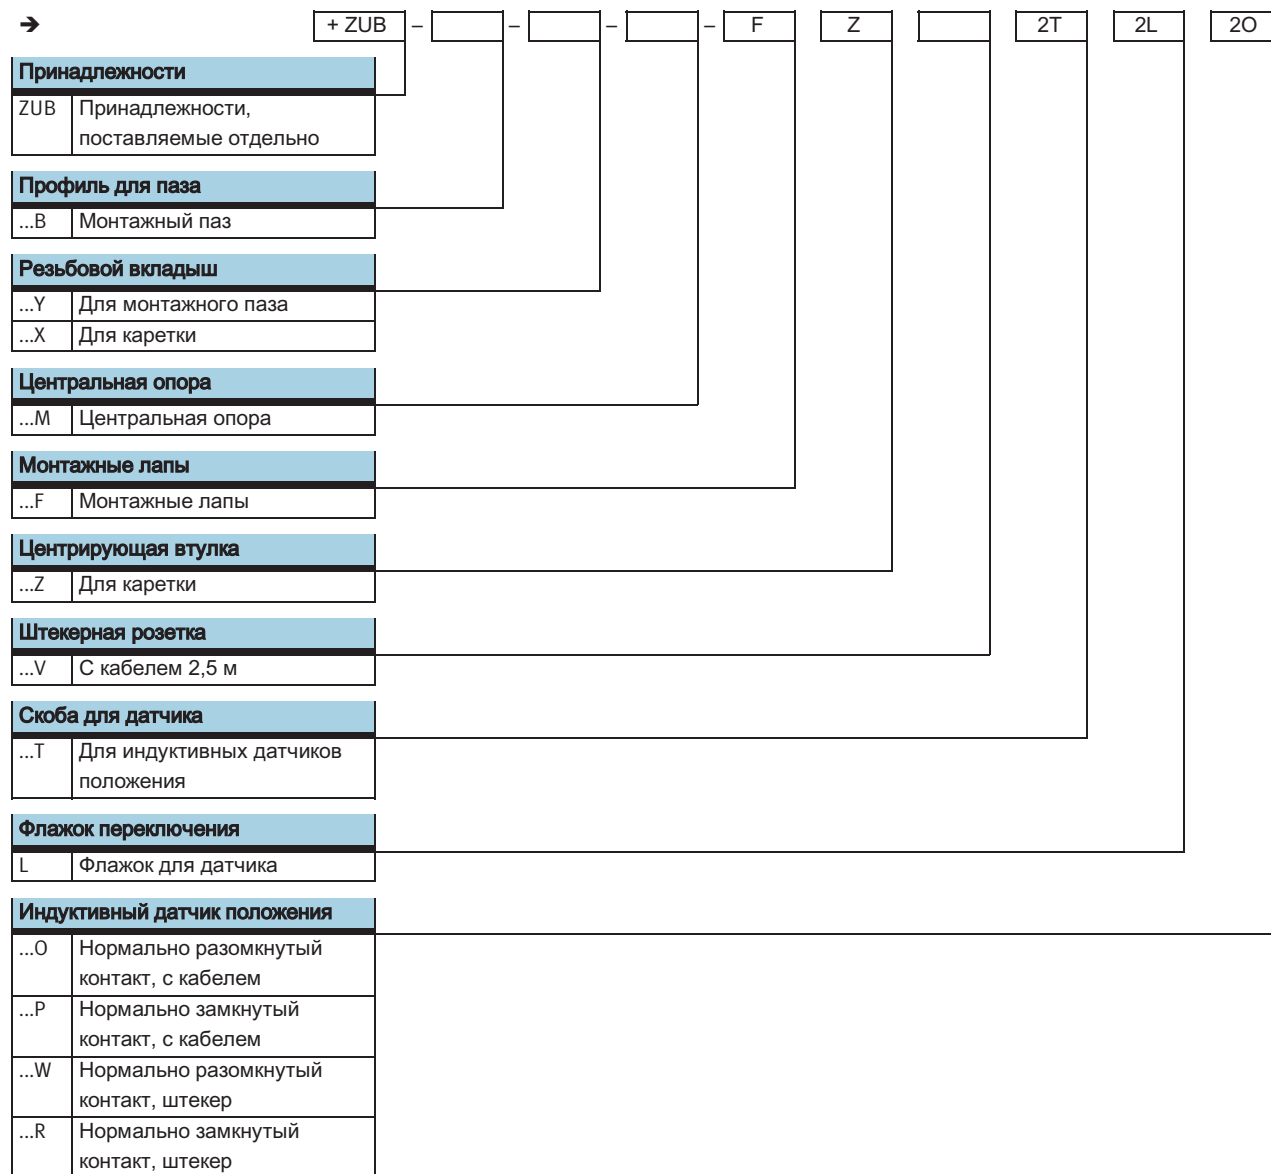 ➔ + ZUB – – – – F Z 2T 2L 2O
Принадлежности
ZUB Принадлежности,
поставляемые отдельно
Профиль для паза
...B Монтажный паз
Резьбовой вкладыш
...Y Для монтажного паза
...X Для каретки
Центральная опора
...M Центральная опора
Монтажные лапы
...F Монтажные лапы
Центрирующая втулка
...Z Для каретки
Штекерная розетка
...V С кабелем 2,5 м
Скоба для датчика
...T Для индуктивных датчиков
положения
Флажок переключения
L Флажок для датчика
Индуктивный датчик положения
...O Нормально разомкнутый
контакт, с кабелем
...P Нормально замкнутый
контакт, с кабелем
...W Нормально разомкнутый
контакт, штекер
...R Нормально замкнутый
контакт, штекер